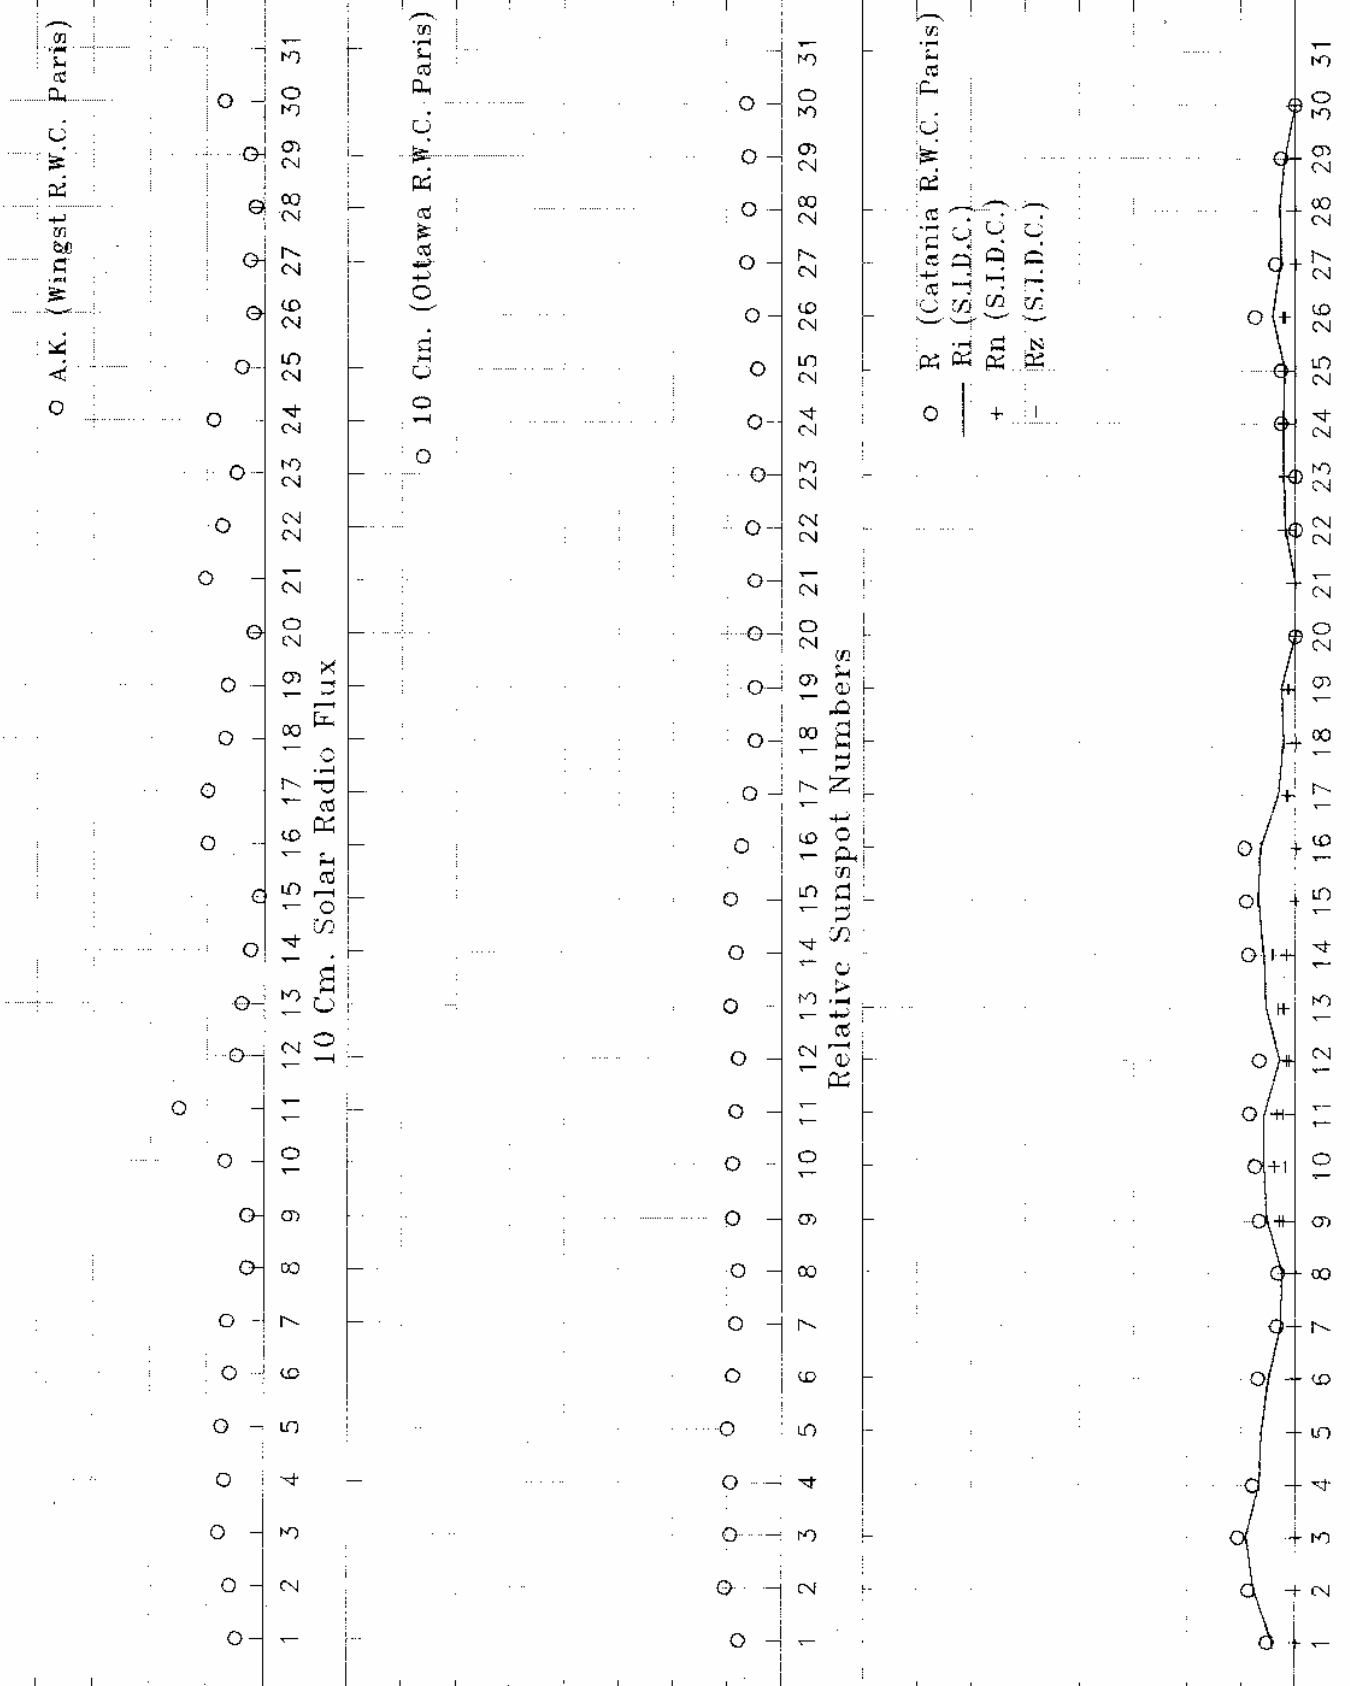 A.K. (Wingst R.W.C. Paris)
1 2 3 4 5 6 7 8 9 10 11 12 13 14 15 16 17 18 19 20 21 22 23 24 25 26 27 28 29 30 31
10 Cm. Solar Radio Flux
10 Cm. (Ottawa R.W.C. Paris)
1 2 3 4 5 6 7 8 9 10 11 12 13 14 15 16 17 18 19 20 21 22 23 24 25 26 27 28 29 30 31
Relative Sunspot Numbers
R (Catania R.W.C. Paris)
Ri (S.I.D.C.)
Rn (S.I.D.C.)
Rz (S.I.D.C.)
1 2 3 4 5 6 7 8 9 10 11 12 13 14 15 16 17 18 19 20 21 22 23 24 25 26 27 28 29 30 31